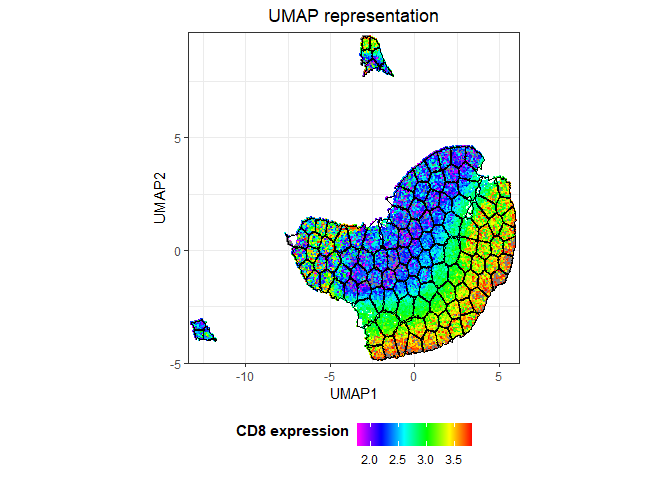 UMAP representation
5
0
-5
UMAP2
-10 -5 0 5
UMAP1
CD8 expression
2.0 2.5 3.0 3.5